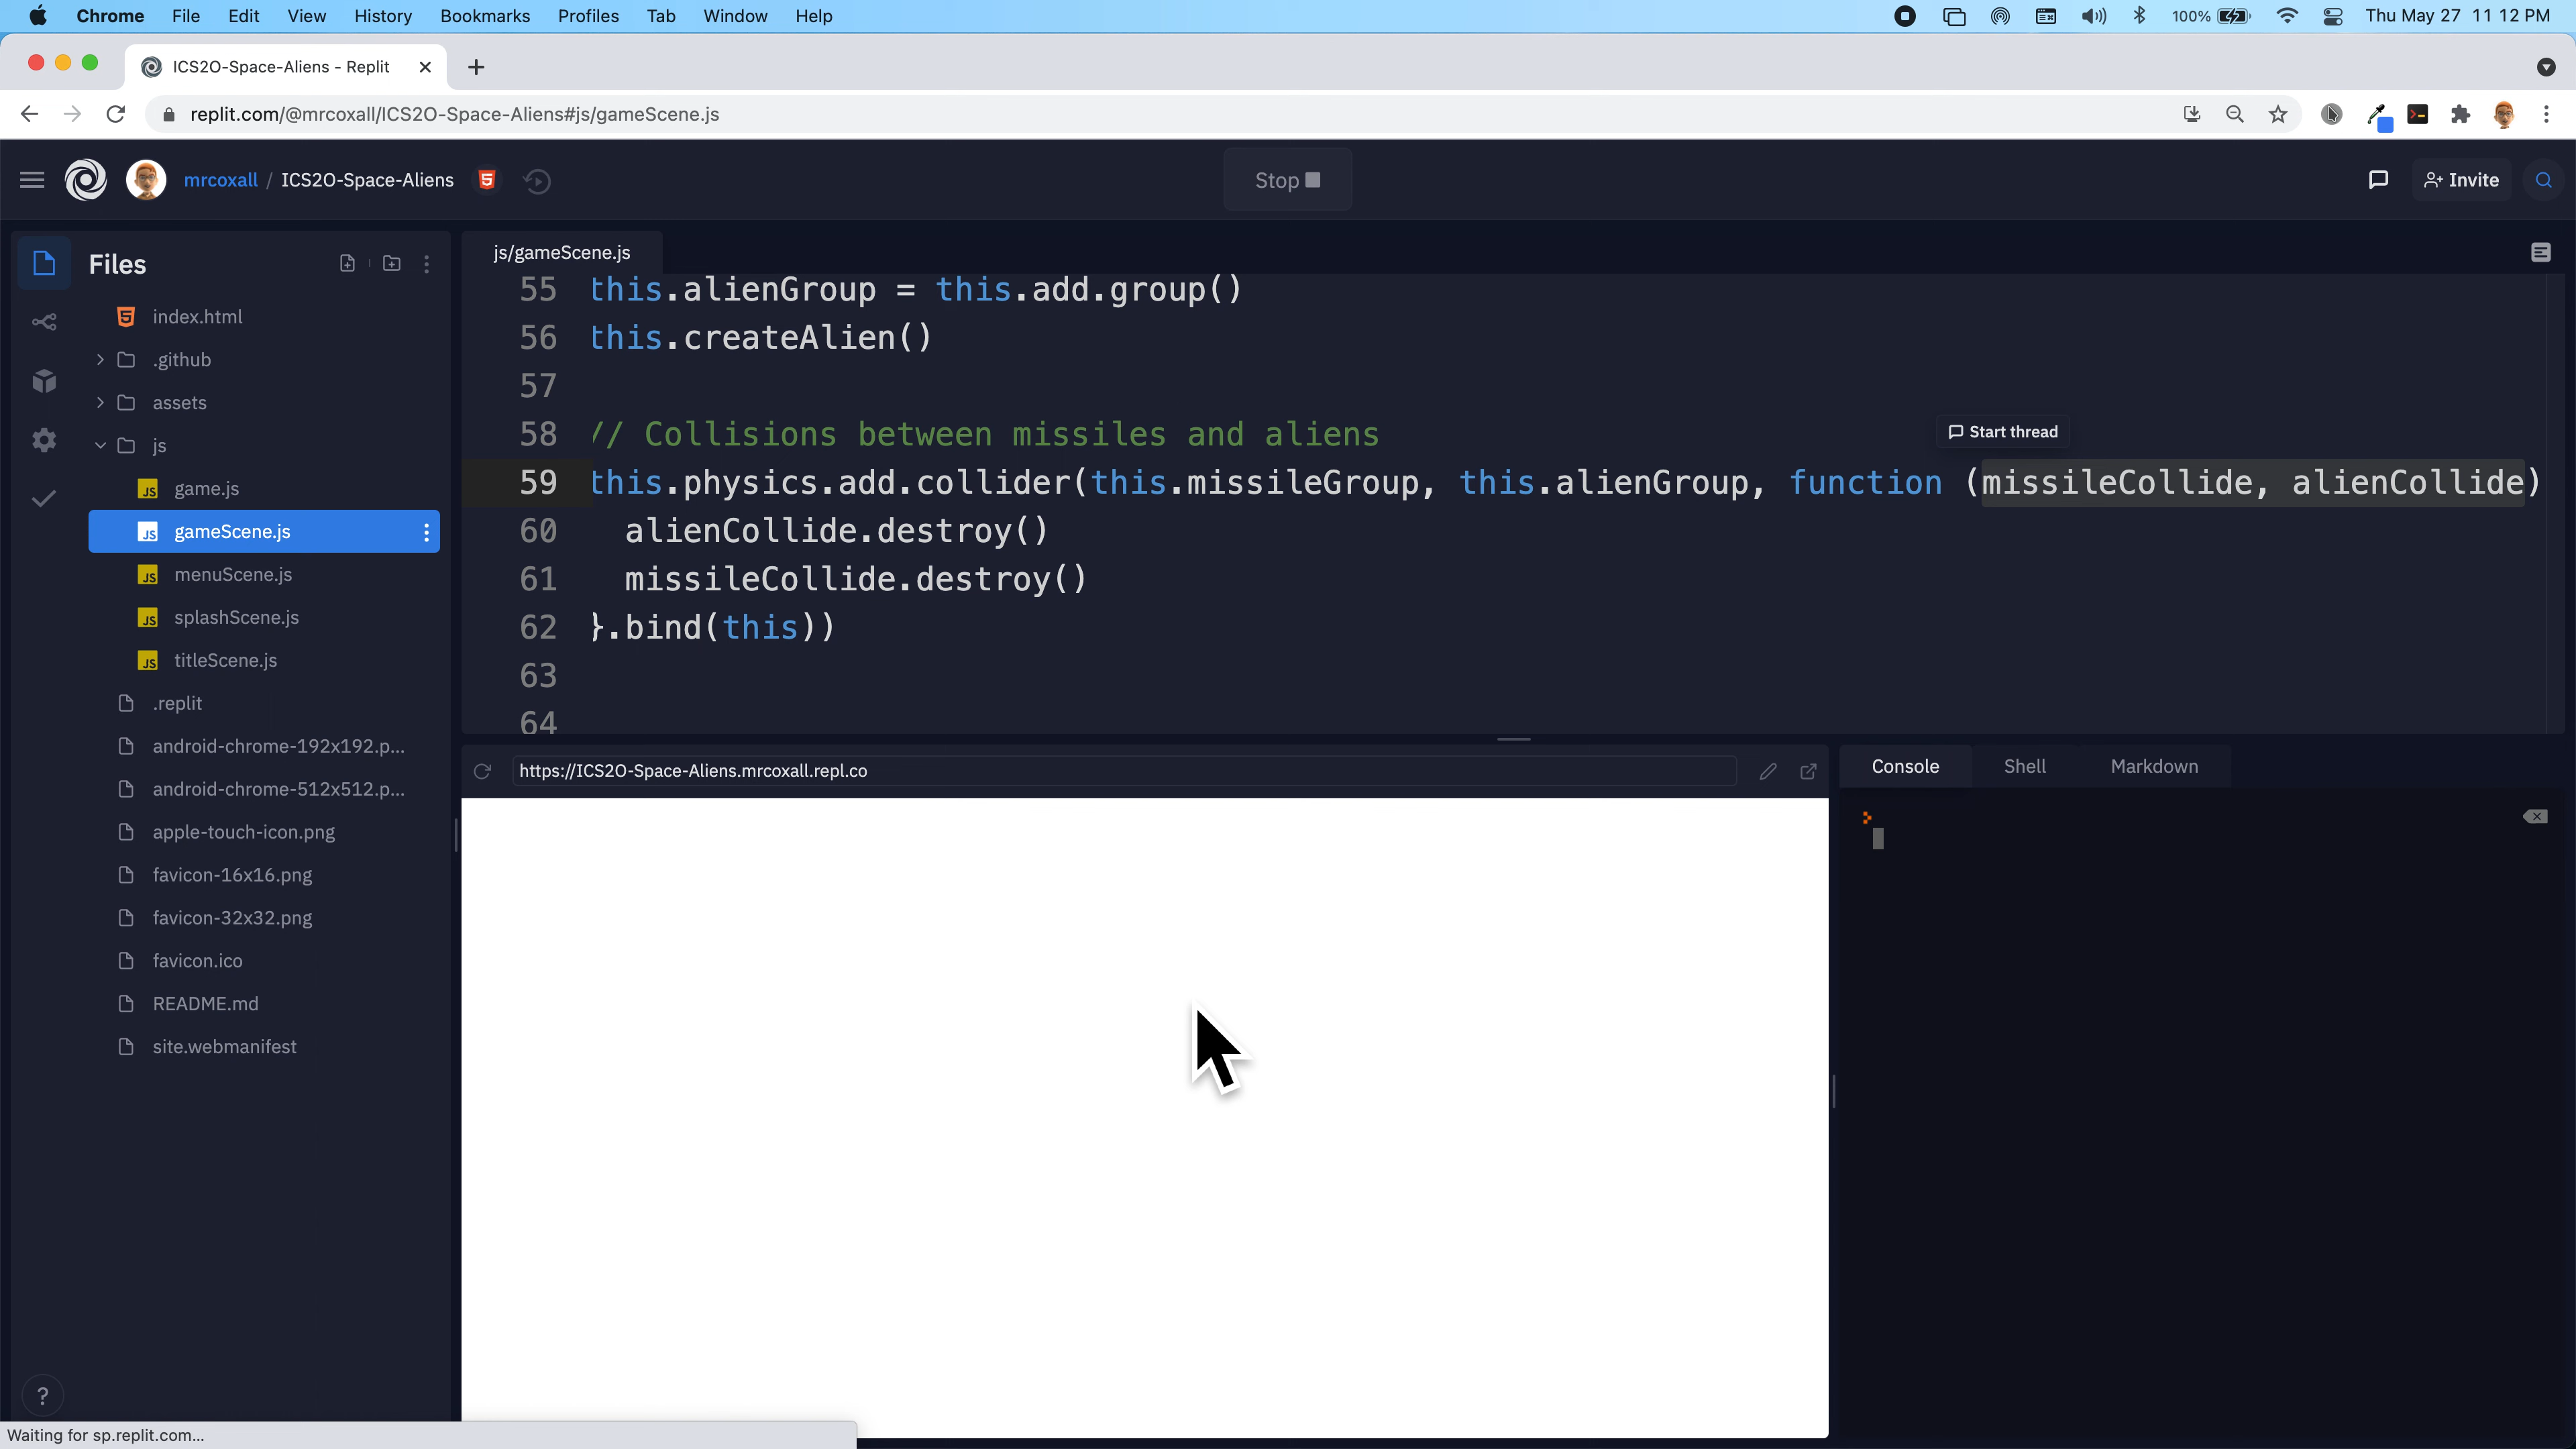 Chrome File Edit View History Bookmarks Profiles Tab Window Help 100% Thu May 27 11 12 PM
ICS2O-Space-Aliens - Replit
replit.com/@mrcoxall/ICS2O-Space-Aliens#js/gameScene.js
mrcoxall / ICS2O-Space-Aliens Stop Invite
Files
index.html
.github
assets
js
game.js
gameScene.js
menuScene.js
splashScene.js
titleScene.js
.replit
android-chrome-192x192.p...
android-chrome-512x512.p...
apple-touch-icon.png
favicon-16x16.png
favicon-32x32.png
favicon.ico
README.md
site.webmanifest
js/gameScene.js
55 this.alienGroup = this.add.group()
56 this.createAlien()
57
58 // Collisions between missiles and aliens
Start thread
59 this.physics.add.collider(this.missileGroup, this.alienGroup, function (missileCollide, alienCollide)
60 alienCollide.destroy()
61 missileCollide.destroy()
62 }.bind(this))
63
64
https://ICS2O-Space-Aliens.mrcoxall.repl.co
Console Shell Markdown
?
Waiting for sp.replit.com...